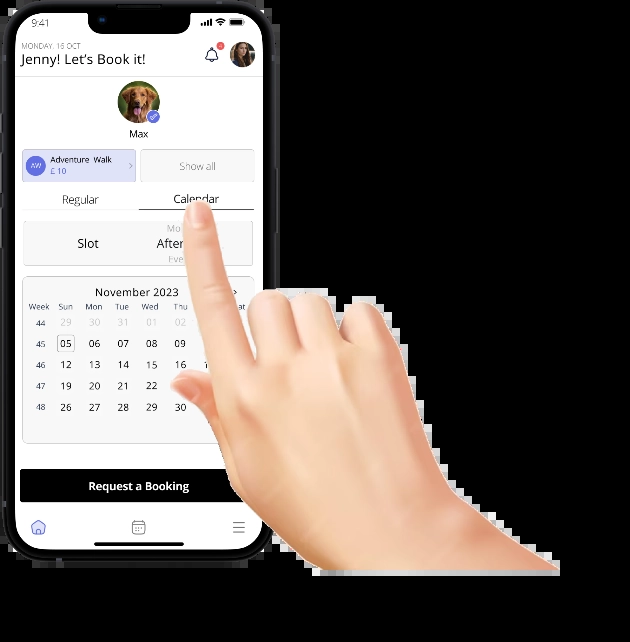 9:41
MONDAY, 16 OCT
Jenny! Let's Book it!
Max
AW Adventure Walk
£ 10
Show all
Regular Calendar
Slot
November 2023
Week Sun Mon Tue Wed Thu
44 29 30 31 01 02
45 05 06 07 08 09
46 12 13 14 15 16
47 19 20 21 22
48 26 27 28 29 30
Request a Booking